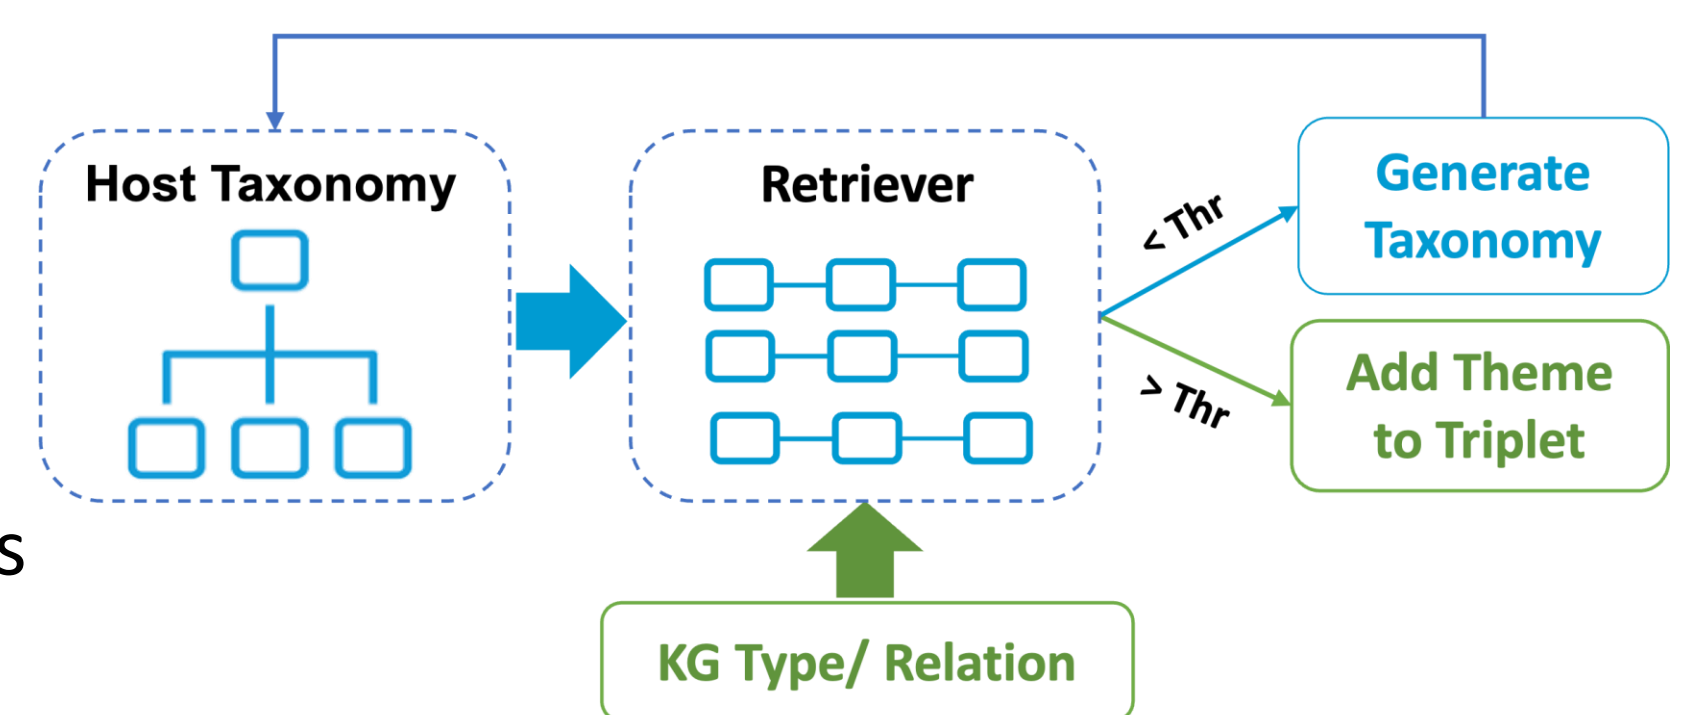 Host Taxonomy
Retriever
< Thr
> Thr
Generate
Taxonomy
Add Theme
to Triplet
s
KG Type/ Relation